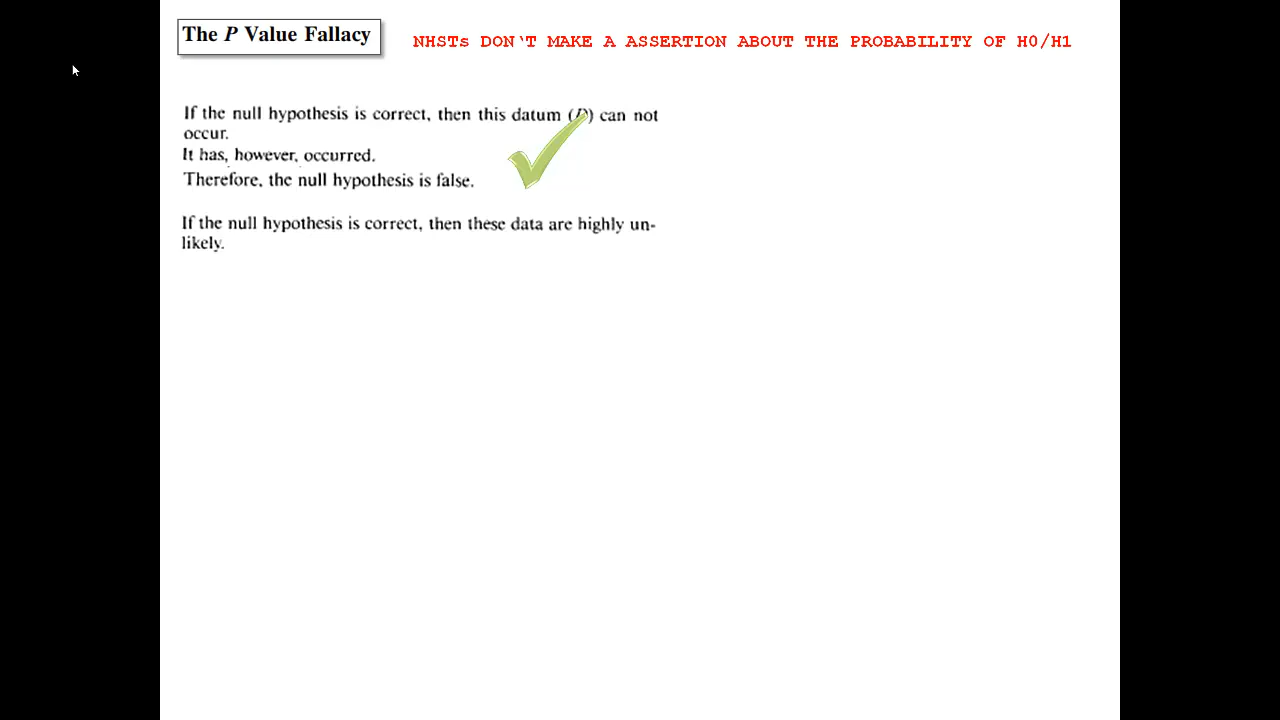 The P Value Fallacy
NHSTs DON`T MAKE A ASSERTION ABOUT THE PROBABILITY OF H0/H1
If the null hypothesis is correct, then this datum (D) can not
occur.
It has, however, occurred.
Therefore, the null hypothesis is false.
If the null hypothesis is correct, then these data are highly un-
likely.